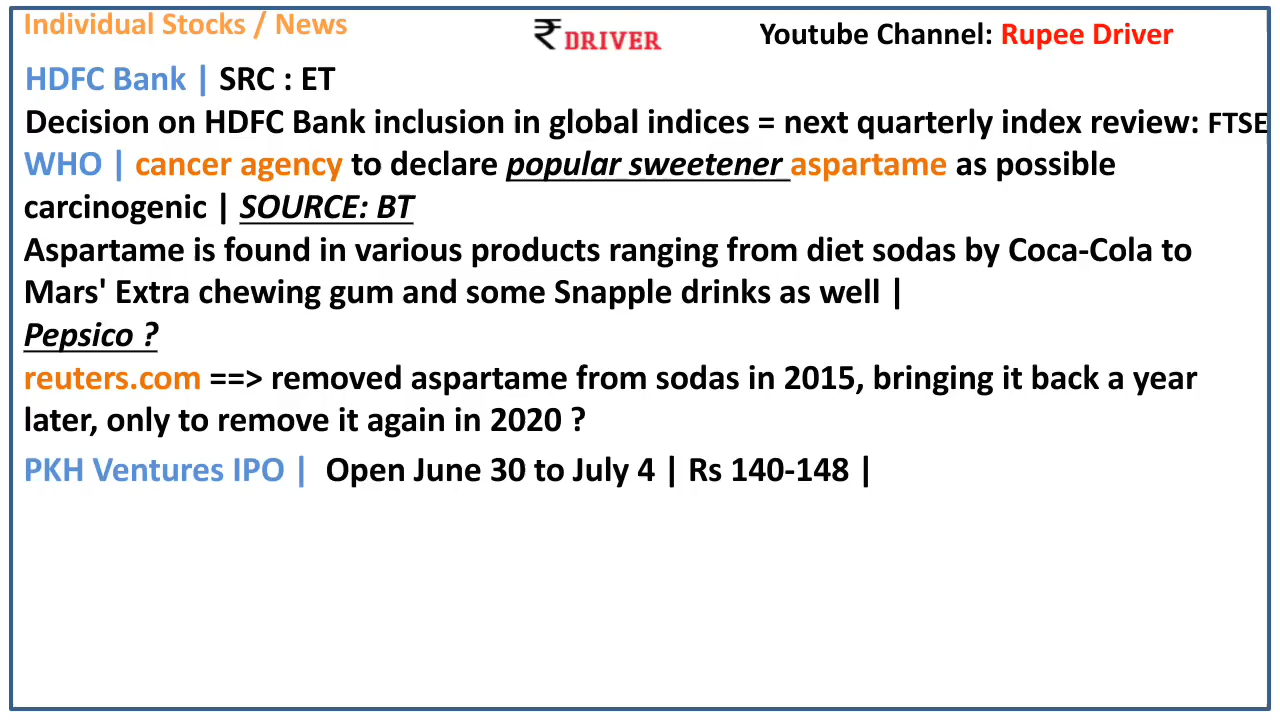 Individual Stocks / News
₹ DRIVER
Youtube Channel: Rupee Driver
HDFC Bank | SRC : ET
Decision on HDFC Bank inclusion in global indices = next quarterly index review: FTSE
WHO | cancer agency to declare popular sweetener aspartame as possible
carcinogenic | SOURCE: BT
Aspartame is found in various products ranging from diet sodas by Coca-Cola to
Mars' Extra chewing gum and some Snapple drinks as well |
Pepsico ?
reuters.com ==> removed aspartame from sodas in 2015, bringing it back a year
later, only to remove it again in 2020 ?
PKH Ventures IPO | Open June 30 to July 4 | Rs 140-148 |